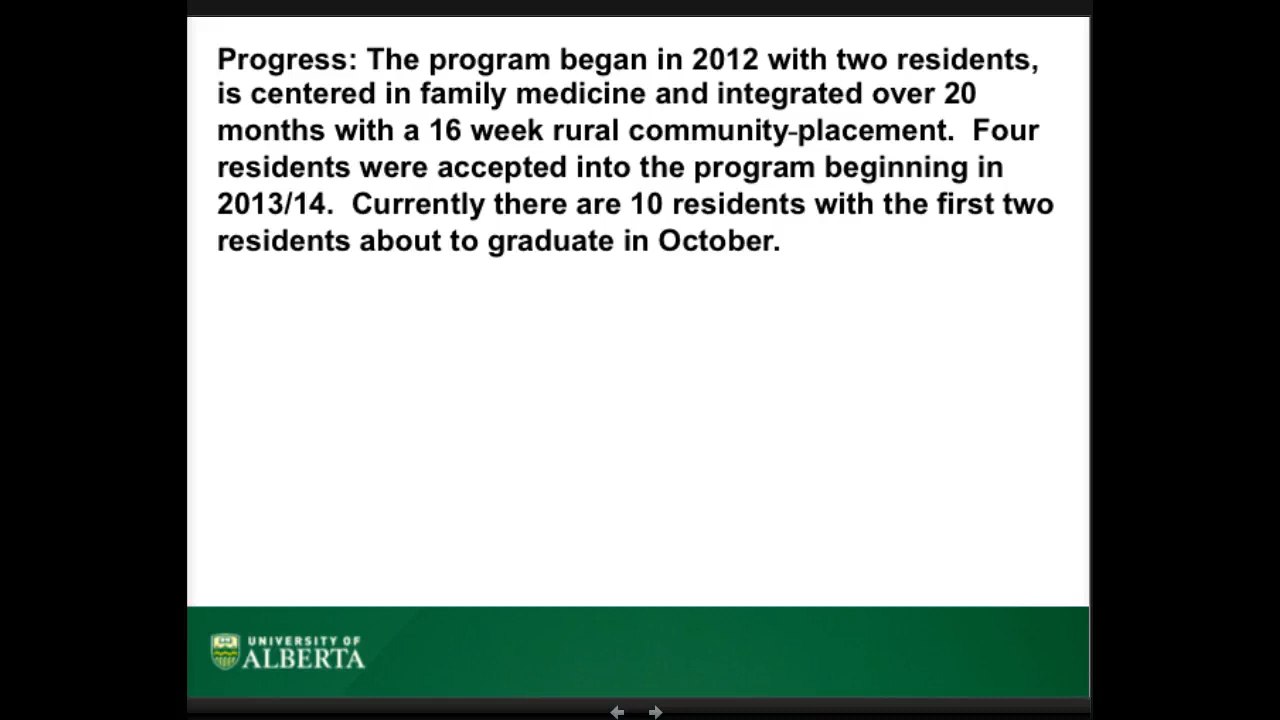 Progress: The program began in 2012 with two residents,
is centered in family medicine and integrated over 20
months with a 16 week rural community-placement.  Four
residents were accepted into the program beginning in
2013/14.  Currently there are 10 residents with the first two
residents about to graduate in October.
UNIVERSITY OF
ALBERTA